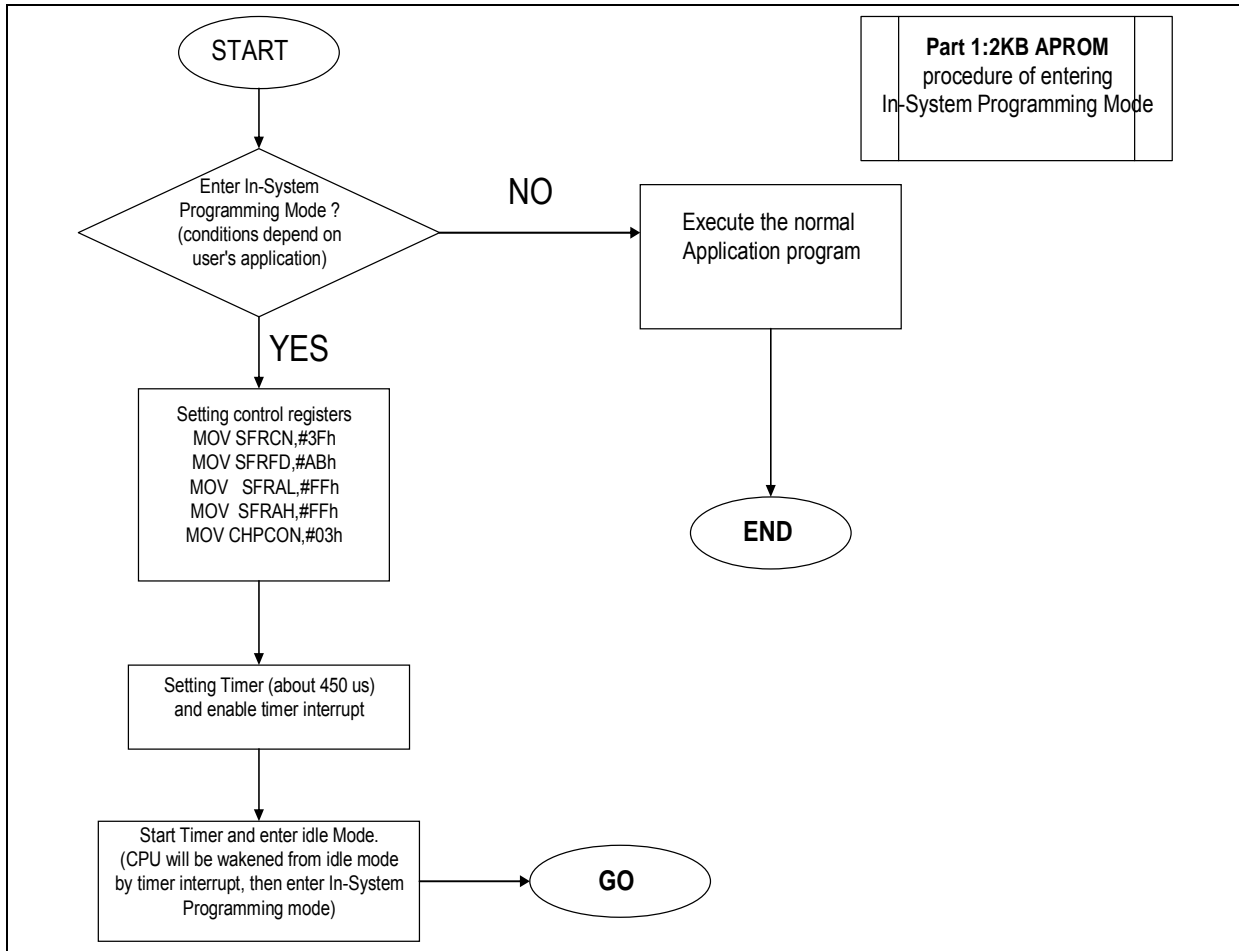 START
Part 1:2KB APROM
procedure of entering
In-System Programming Mode
Enter In-System
Programming Mode ?
(conditions depend on
user's application)
NO
Execute the normal
Application program
YES
Setting control registers
MOV SFRCN,#3Fh
MOV SFRFD,#ABh
MOV SFRAL,#FFh
MOV SFRAH,#FFh
MOV CHPCON,#03h
END
Setting Timer (about 450 us)
and enable timer interrupt
Start Timer and enter idle Mode.
(CPU will be wakened from idle mode
by timer interrupt, then enter In-System
Programming mode)
GO